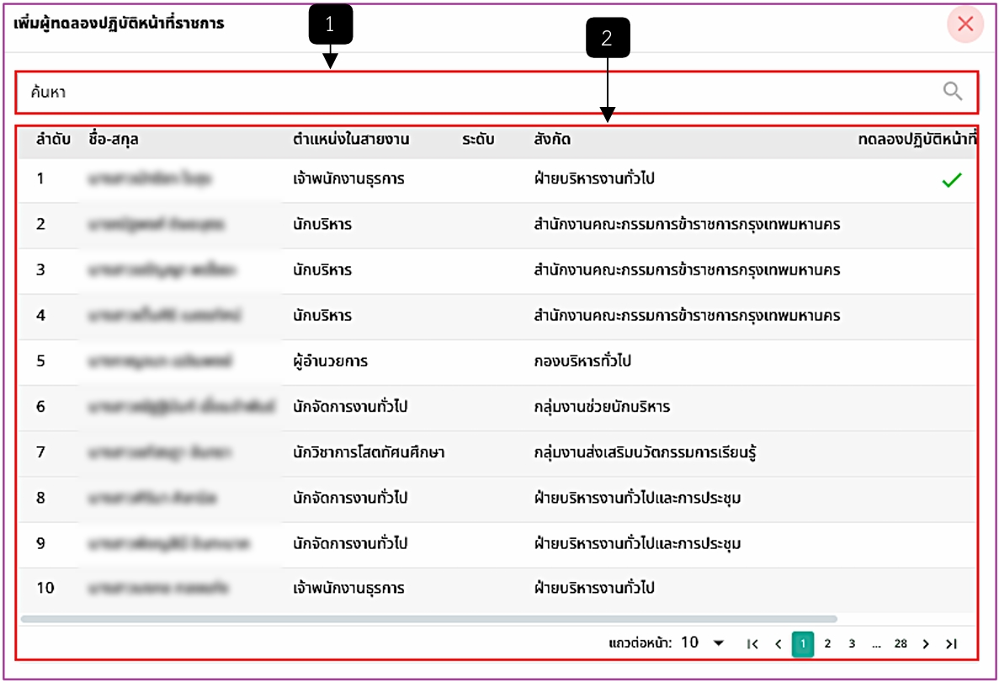 เพิ่มผู้ทดลองปฏิบัติหน้าที่ราชการ
1
2
ค้นหา
ลำดับ ชื่อ-สกุล ตำแหน่งในสายงาน ระดับ สังกัด ทดลองปฏิบัติหน้าที่
1 เจ้าพนักงานธุรการ ฝ่ายบริหารงานทั่วไป
2 นักบริหาร สำนักงานคณะกรรมการข้าราชการกรุงเทพมหานคร
3 นักบริหาร สำนักงานคณะกรรมการข้าราชการกรุงเทพมหานคร
4 นักบริหาร สำนักงานคณะกรรมการข้าราชการกรุงเทพมหานคร
5 ผู้อำนวยการ กองบริหารทั่วไป
6 นักจัดการงานทั่วไป กลุ่มงานช่วยนักบริหาร
7 นักวิชาการโสตทัศนศึกษา กลุ่มงานส่งเสริมนวัตกรรมการเรียนรู้
8 นักจัดการงานทั่วไป ฝ่ายบริหารงานทั่วไปและการประชุม
9 นักจัดการงานทั่วไป ฝ่ายบริหารงานทั่วไปและการประชุม
10 เจ้าพนักงานธุรการ ฝ่ายบริหารงานทั่วไป
แถวต่อหน้า: 10 1 2 3 ... 28